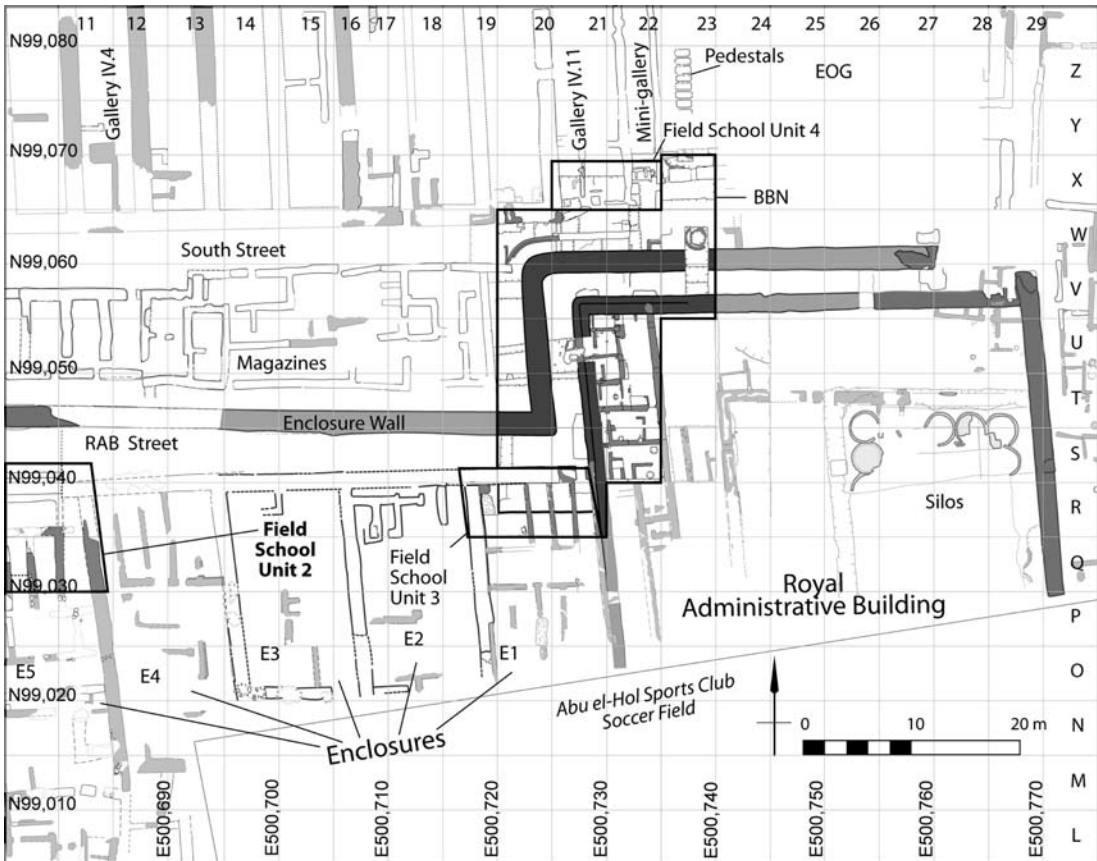 11 12 13 14 15 16 17 18 19 20 21 22 23 24 25 26 27 28 29
N99,080
Gallery IV.4
Gallery IV.11
Mini-gallery
Pedestals
EOG
Z
Y
N99,070
Field School Unit 4
X
BBN
South Street
W
N99,060
V
Magazines
U
N99,050
T
Enclosure Wall
RAB Street
S
N99,040
Silos
R
Field
School
Unit 2
Field
School
Unit 3
Q
N99,030
Royal
Administrative Building
P
E5
E4
E3
E2
E1
O
N99,020
Abu el-Hol Sports Club
Soccer Field
Enclosures
N
0 10 20 m
M
N99,010
L
E500,690
E500,700
E500,710
E500,720
E500,730
E500,740
E500,750
E500,760
E500,770